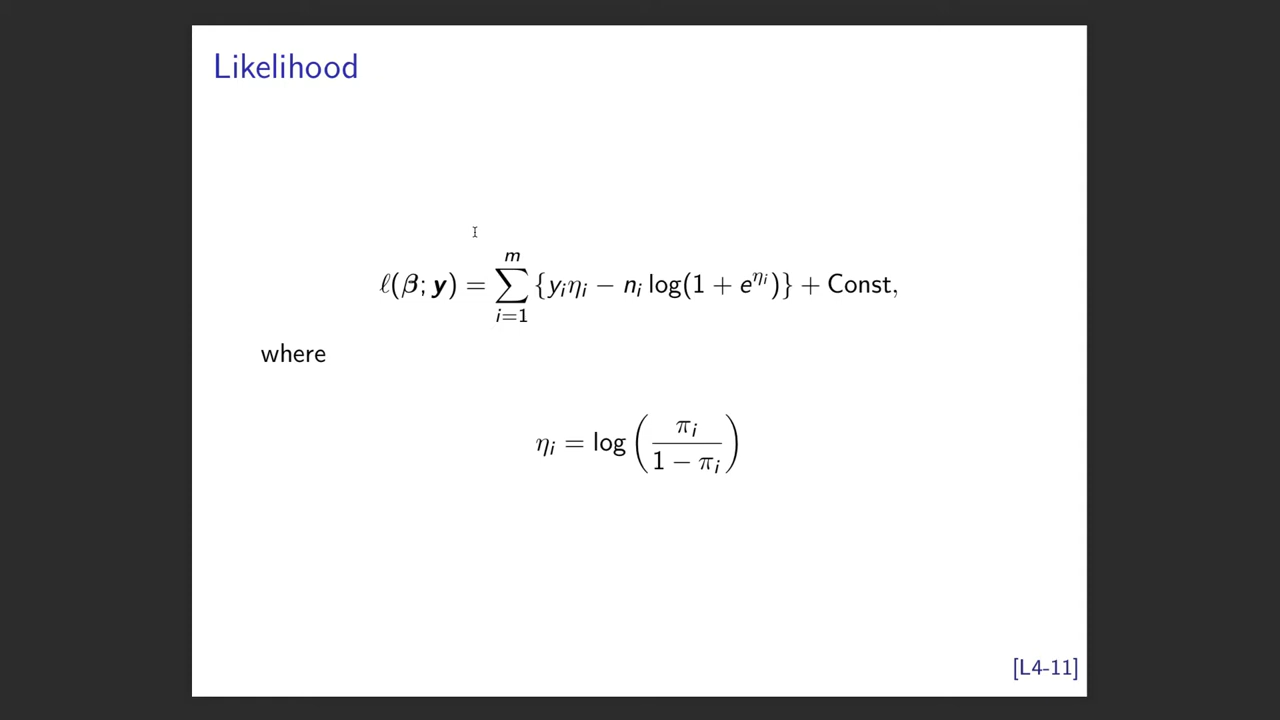 Likelihood
ℓ(β; y) = ∑_{i=1}^{m} {y_i η_i − n_i log(1 + e^{η_i})} + Const,
where
η_i = log(π_i / (1 − π_i))
[L4-11]